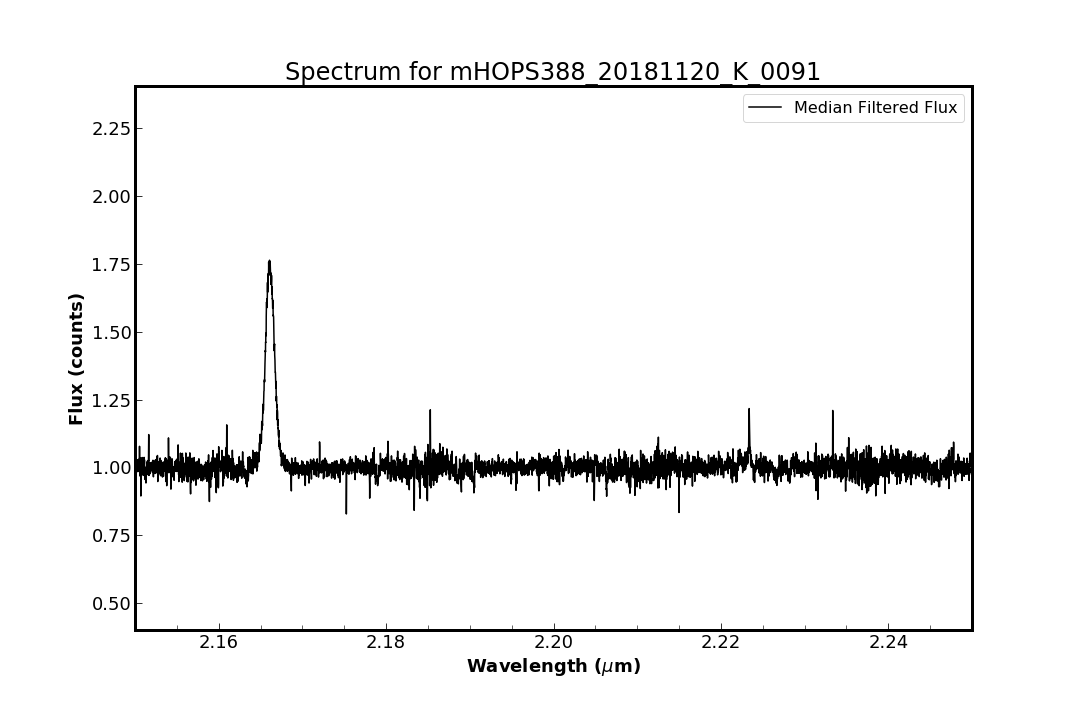 Spectrum for mHOPS388_20181120_K_0091
Median Filtered Flux
2.25
2.00
1.75
1.50
1.25
1.00
0.75
0.50
Flux (counts)
2.16 2.18 2.20 2.22 2.24
Wavelength (μm)